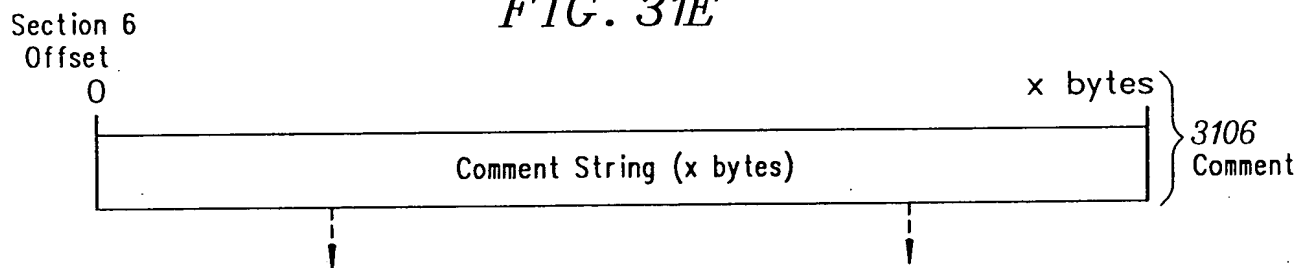 FIG. 31E
Section 6
Offset
0
x bytes
3106
Comment
Comment String (x bytes)